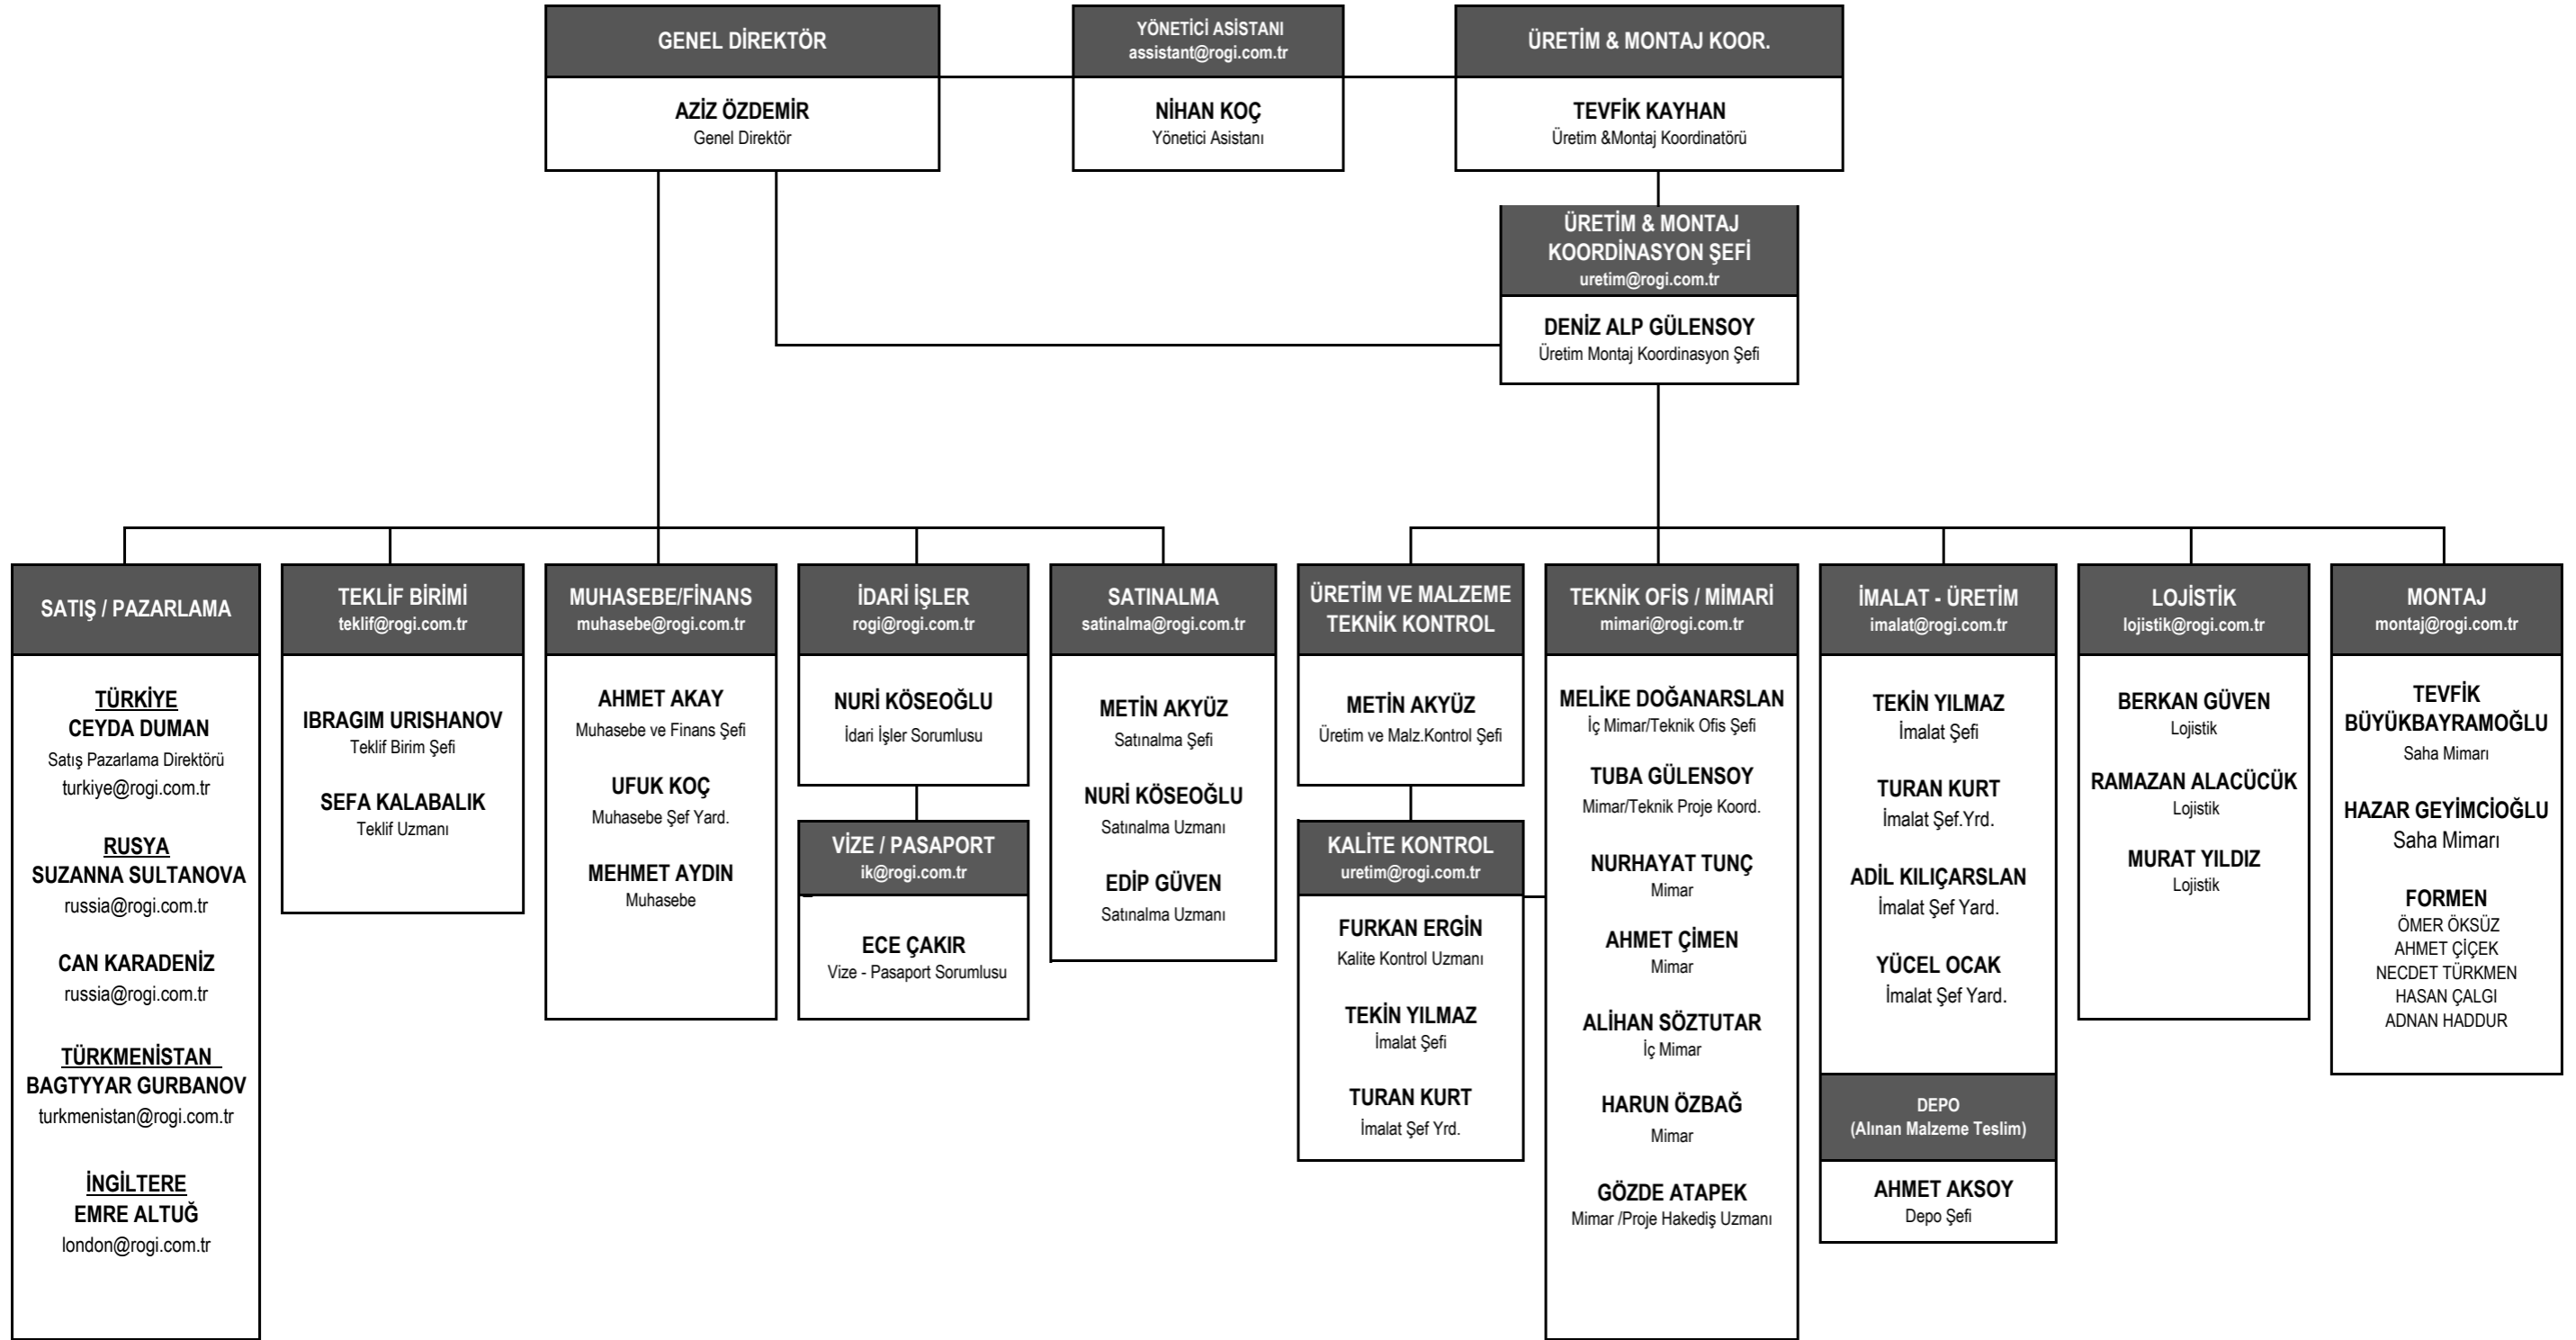 GENEL DİREKTÖR
AZİZ ÖZDEMİR
Genel Direktör
YÖNETİCİ ASİSTANI
assistant@rogi.com.tr
NİHAN KOÇ
Yönetici Asistanı
ÜRETİM & MONTAJ KOOR.
TEVFİK KAYHAN
Üretim &Montaj Koordinatörü
ÜRETİM & MONTAJ
KOORDİNASYON ŞEFİ
uretim@rogi.com.tr
DENİZ ALP GÜLENSOY
Üretim Montaj Koordinasyon Şefi
SATIŞ / PAZARLAMA
TÜRKİYE
CEYDA DUMAN
Satış Pazarlama Direktörü
turkiye@rogi.com.tr
RUSYA
SUZANNA SULTANOVA
russia@rogi.com.tr
CAN KARADENİZ
russia@rogi.com.tr
TÜRKMENİSTAN
BAGTYYAR GURBANOV
turkmenistan@rogi.com.tr
İNGİLTERE
EMRE ALTUĞ
london@rogi.com.tr
TEKLİF BİRİMİ
teklif@rogi.com.tr
IBRAGIM URISHANOV
Teklif Birim Şefi
SEFA KALABALIK
Teklif Uzmanı
MUHASEBE/FİNANS
muhasebe@rogi.com.tr
AHMET AKAY
Muhasebe ve Finans Şefi
UFUK KOÇ
Muhasebe Şef Yard.
MEHMET AYDIN
Muhasebe
İDARİ İŞLER
rogi@rogi.com.tr
NURİ KÖSEOĞLU
İdari İşler Sorumlusu
VİZE / PASAPORT
ik@rogi.com.tr
ECE ÇAKIR
Vize - Pasaport Sorumlusu
SATINALMA
satinalma@rogi.com.tr
METİN AKYÜZ
Satınalma Şefi
NURİ KÖSEOĞLU
Satınalma Uzmanı
EDİP GÜVEN
Satınalma Uzmanı
ÜRETİM VE MALZEME
TEKNİK KONTROL
METİN AKYÜZ
Üretim ve Malz.Kontrol Şefi
KALİTE KONTROL
uretim@rogi.com.tr
FURKAN ERGİN
Kalite Kontrol Uzmanı
TEKİN YILMAZ
İmalat Şefi
TURAN KURT
İmalat Şef Yrd.
TEKNİK OFİS / MİMARİ
mimari@rogi.com.tr
MELİKE DOĞANARSLAN
İç Mimar/Teknik Ofis Şefi
TUBA GÜLENSOY
Mimar/Teknik Proje Koord.
NURHAYAT TUNÇ
Mimar
AHMET ÇİMEN
Mimar
ALİHAN SÖZTUTAR
İç Mimar
HARUN ÖZBAĞ
Mimar
GÖZDE ATAPEK
Mimar /Proje Hakediş Uzmanı
İMALAT - ÜRETİM
imalat@rogi.com.tr
TEKİN YILMAZ
İmalat Şefi
TURAN KURT
İmalat Şef.Yrd.
ADİL KILIÇARSLAN
İmalat Şef Yard.
YÜCEL OCAK
İmalat Şef Yard.
DEPO
(Alınan Malzeme Teslim)
AHMET AKSOY
Depo Şefi
LOJİSTİK
lojistik@rogi.com.tr
BERKAN GÜVEN
Lojistik
RAMAZAN ALACÜCÜK
Lojistik
MURAT YILDIZ
Lojistik
MONTAJ
montaj@rogi.com.tr
TEVFİK
BÜYÜKBAYRAMOĞLU
Saha Mimarı
HAZAR GEYİMCİOĞLU
Saha Mimarı
FORMEN
ÖMER ÖKSÜZ
AHMET ÇİÇEK
NECDET TÜRKMEN
HASAN ÇALGI
ADNAN HADDUR